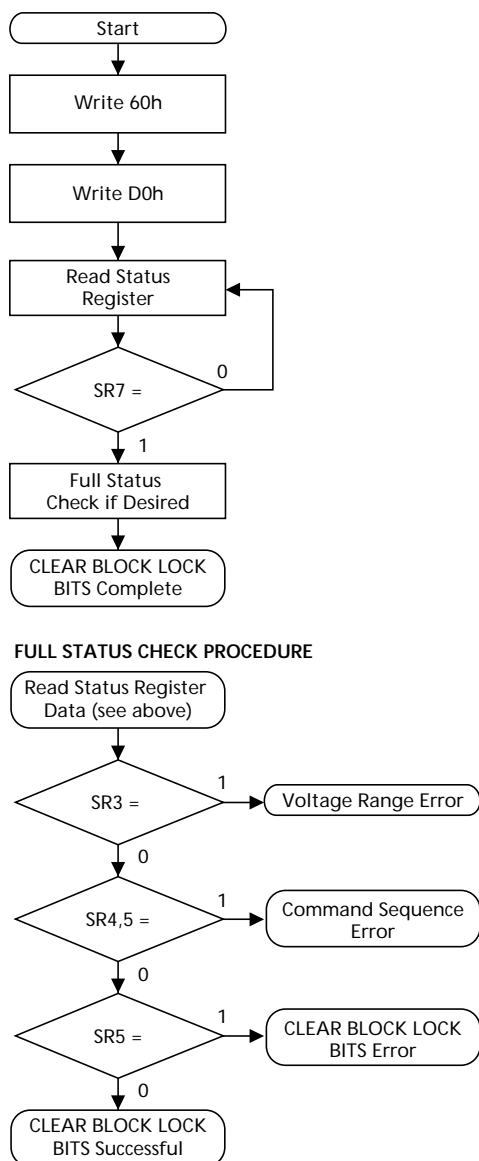 Start
Write 60h
Write D0h
Read Status
Register
0
SR7 =
1
Full Status
Check if Desired
CLEAR BLOCK LOCK
BITS Complete
FULL STATUS CHECK PROCEDURE
Read Status Register
Data (see above)
1
SR3 =
Voltage Range Error
0
1
SR4,5 =
Command Sequence
Error
0
1
SR5 =
CLEAR BLOCK LOCK
BITS Error
0
CLEAR BLOCK LOCK
BITS Successful